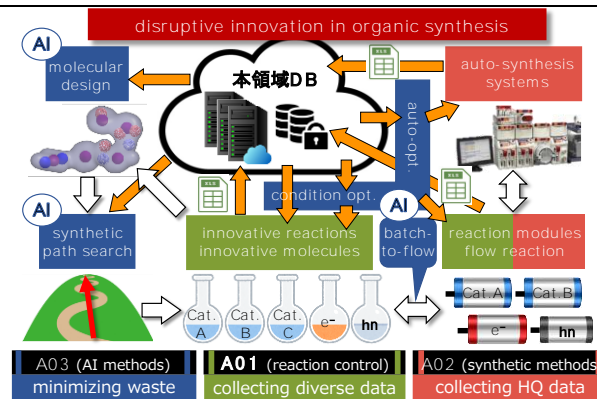 disruptive innovation in organic synthesis
AI
molecular
design
本領域DB
XLS
auto-synthesis
systems
auto-opt.
XLS
XLS
condition opt.
AI
AI
synthetic
path search
innovative reactions
innovative molecules
batch-
to-flow
reaction modules
flow reaction
Cat.
A
Cat.
B
Cat.
C
e⁻
hn
Cat.A
Cat.B
e⁻
hn
A03 (AI methods)
minimizing waste
A01 (reaction control)
collecting diverse data
A02 (synthetic methods)
collecting HQ data